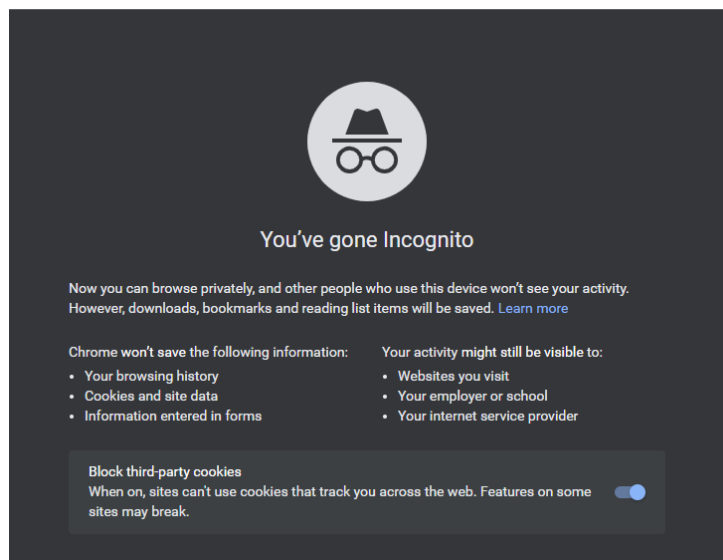 You've gone Incognito
Now you can browse privately, and other people who use this device won't see your activity.
However, downloads, bookmarks and reading list items will be saved. Learn more
Chrome won't save the following information:
• Your browsing history
• Cookies and site data
• Information entered in forms
Your activity might still be visible to:
• Websites you visit
• Your employer or school
• Your internet service provider
Block third-party cookies
When on, sites can't use cookies that track you across the web. Features on some
sites may break.